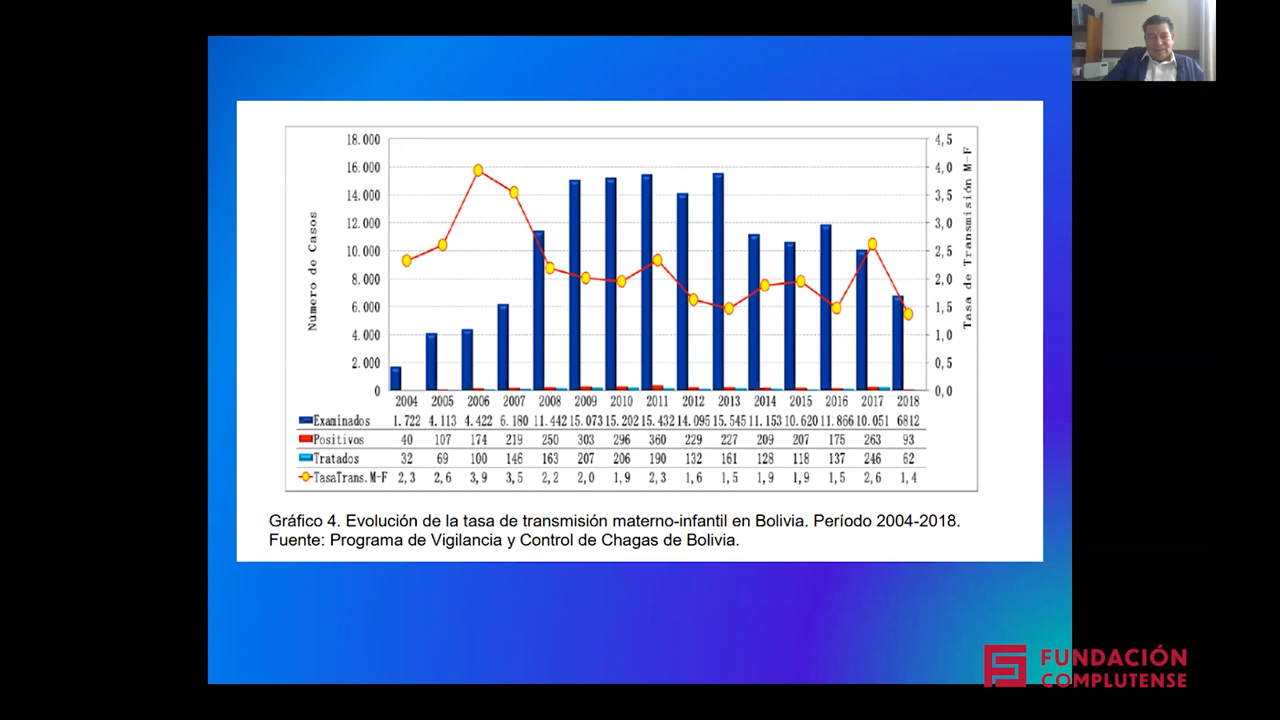 18.000
16.000
14.000
12.000
10.000
8.000
6.000
4.000
2.000
0
Número de Casos
4,5
4,0
3,5
3,0
2,5
2,0
1,5
1,0
0,5
0,0
Tasa de Transmisión M-F
2004 2005 2006 2007 2008 2009 2010 2011 2012 2013 2014 2015 2016 2017 2018
Examinados 1.722 4.113 4.422 6.180 11.442 15.073 15.202 15.432 14.095 15.545 11.153 10.620 11.866 10.051 6812
Positivos 40 107 174 219 250 303 296 360 229 227 209 207 175 263 93
Tratados 32 69 100 146 163 207 206 190 132 161 128 118 137 246 62
TasaTrans.M-F 2,3 2,6 3,9 3,5 2,2 2,0 1,9 2,3 1,6 1,5 1,9 1,9 1,5 2,6 1,4
Gráfico 4. Evolución de la tasa de transmisión materno-infantil en Bolivia. Período 2004-2018.
Fuente: Programa de Vigilancia y Control de Chagas de Bolivia.
FUNDACIÓN
COMPLUTENSE